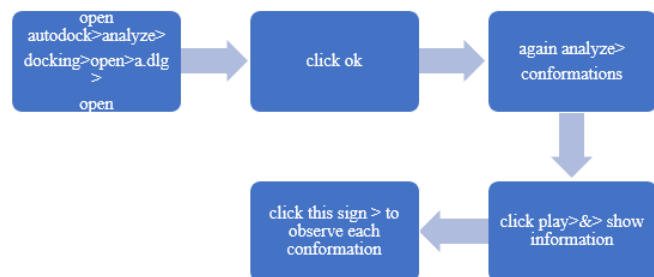 open
autodock>analyze>
docking>open>a.dlg
>
open
click ok
again analyze>
conformations
click play>&> show
information
click this sign > to
observe each
conformation